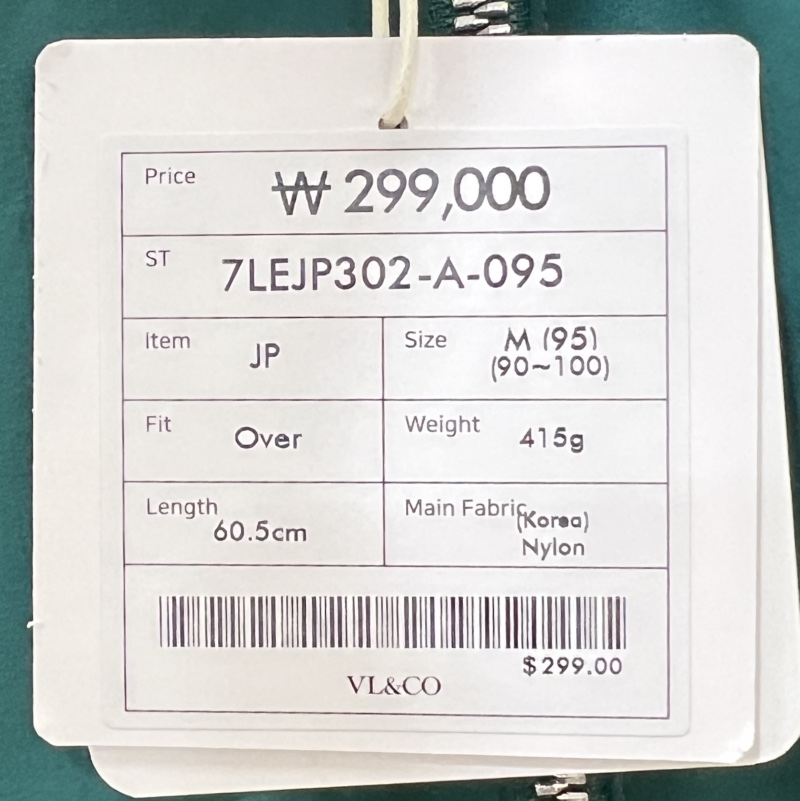 Price ₩ 299,000
ST 7LEJP302-A-095
Item JP
Size M (95)
(90~100)
Fit Over
Weight 415g
Length 60.5cm
Main Fabric (Korea)
Nylon
$299.00
VL&CO